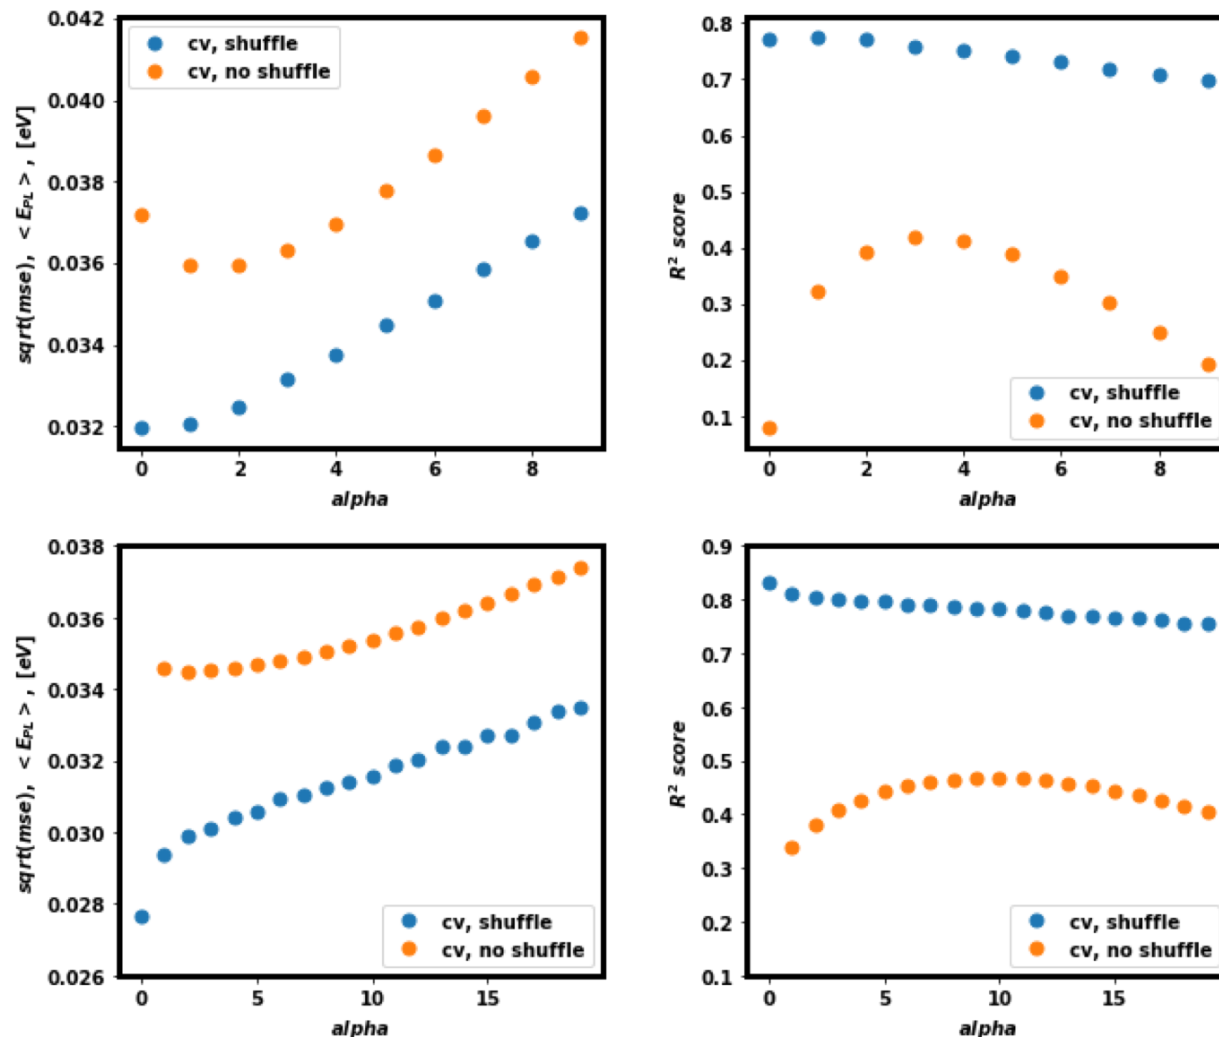 0.042
0.040
0.038
0.036
0.034
0.032
sqrt(mse), < E_PL > , [eV]
cv, shuffle
cv, no shuffle
0 2 4 6 8
alpha
0.8
0.7
0.6
0.5
0.4
0.3
0.2
0.1
R² score
cv, shuffle
cv, no shuffle
0 2 4 6 8
alpha
0.038
0.036
0.034
0.032
0.030
0.028
0.026
sqrt(mse), < E_PL > , [eV]
cv, shuffle
cv, no shuffle
0 5 10 15
alpha
0.9
0.8
0.7
0.6
0.5
0.4
0.3
0.2
0.1
R² score
cv, shuffle
cv, no shuffle
0 5 10 15
alpha